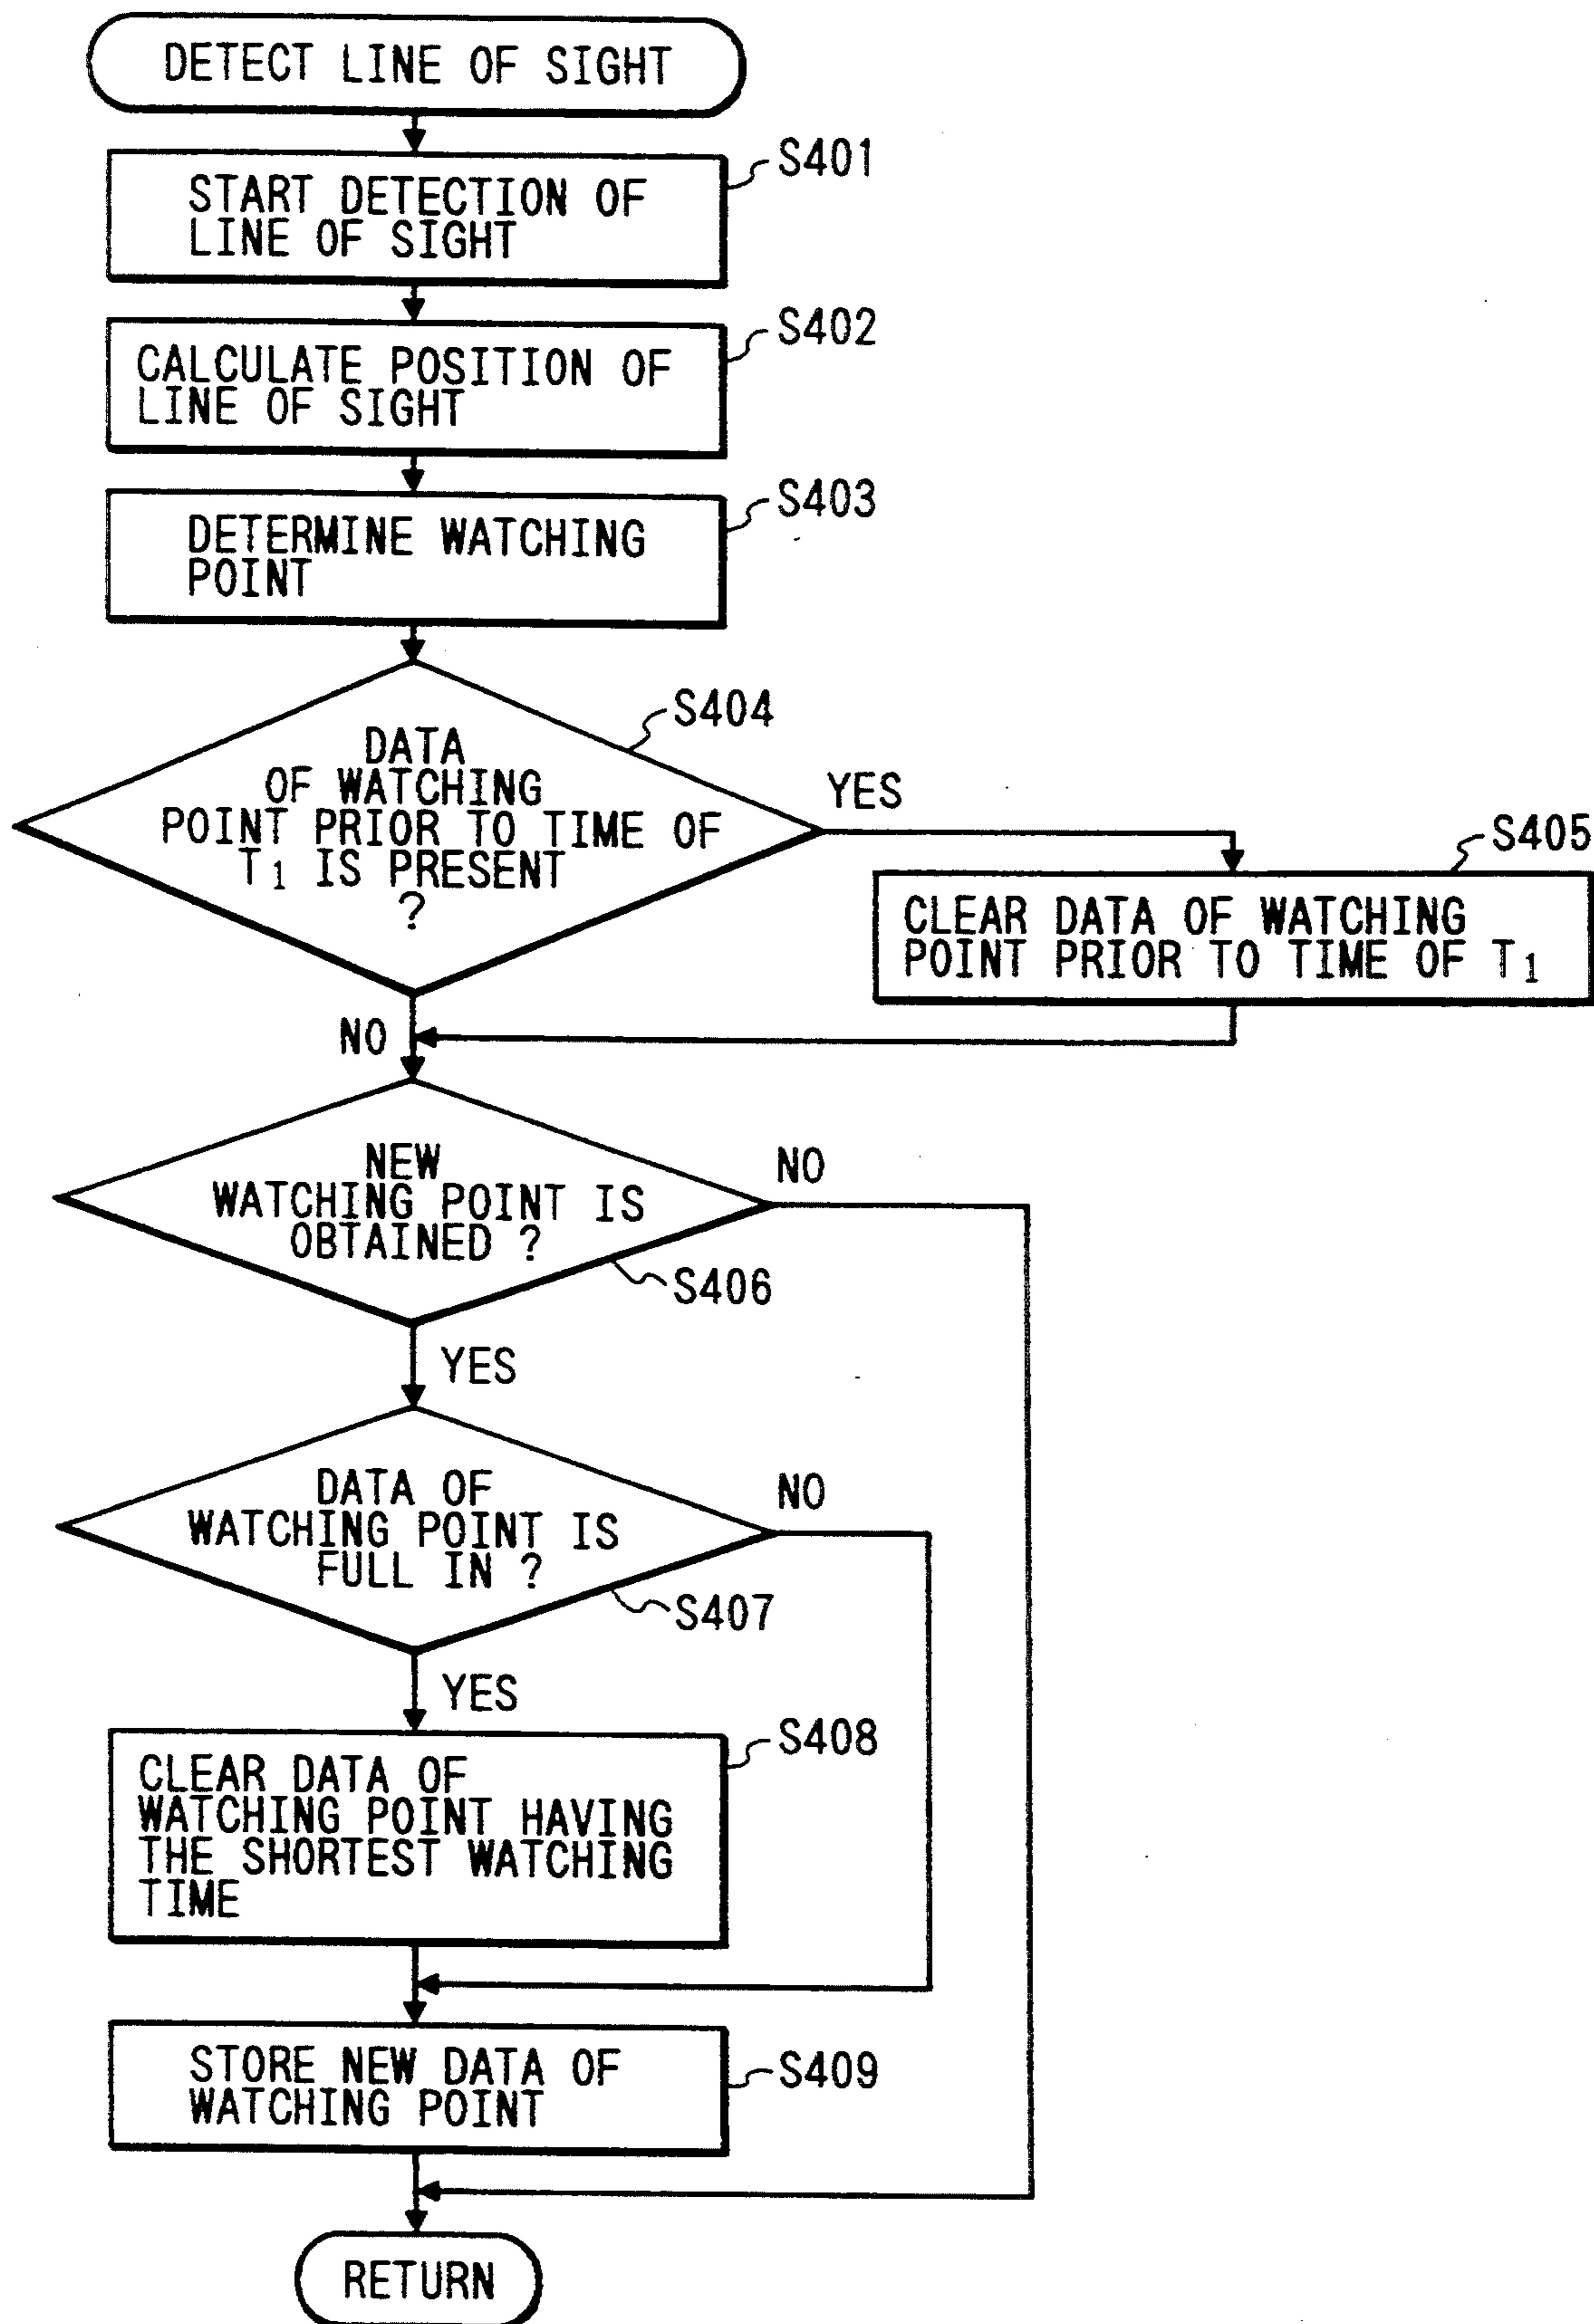 DETECT LINE OF SIGHT
S401
START DETECTION OF
LINE OF SIGHT
S402
CALCULATE POSITION OF
LINE OF SIGHT
S403
DETERMINE WATCHING
POINT
S404
DATA
OF WATCHING
POINT PRIOR TO TIME OF
T1 IS PRESENT
?
YES
S405
CLEAR DATA OF WATCHING
POINT PRIOR TO TIME OF T1
NO
NEW
WATCHING POINT IS
OBTAINED ?
NO
S406
YES
DATA OF
WATCHING POINT IS
FULL IN ?
NO
S407
YES
S408
CLEAR DATA OF
WATCHING POINT HAVING
THE SHORTEST WATCHING
TIME
STORE NEW DATA OF
WATCHING POINT
S409
RETURN